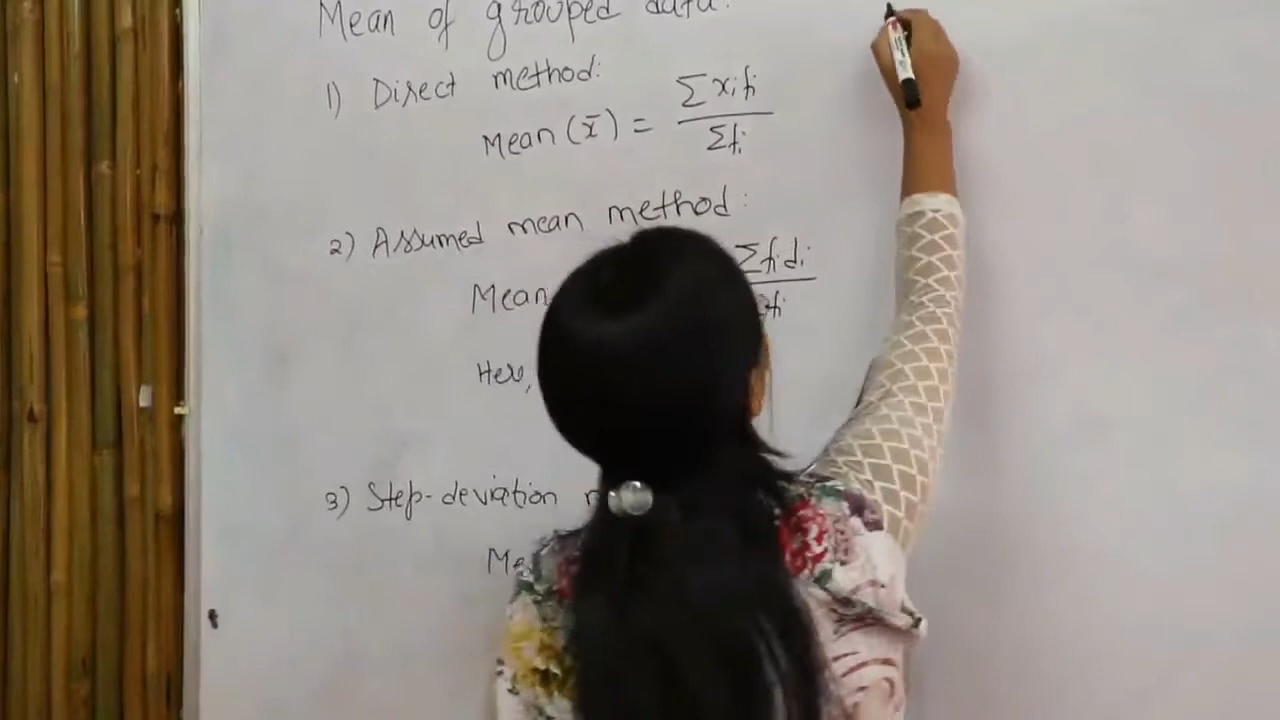 Mean of grouped data:
1) Direct method:
Mean (x̄) = Σxifi / Σfi
2) Assumed mean method:
Mean Σfidi / fi
Here,
3) Step-deviation
Me